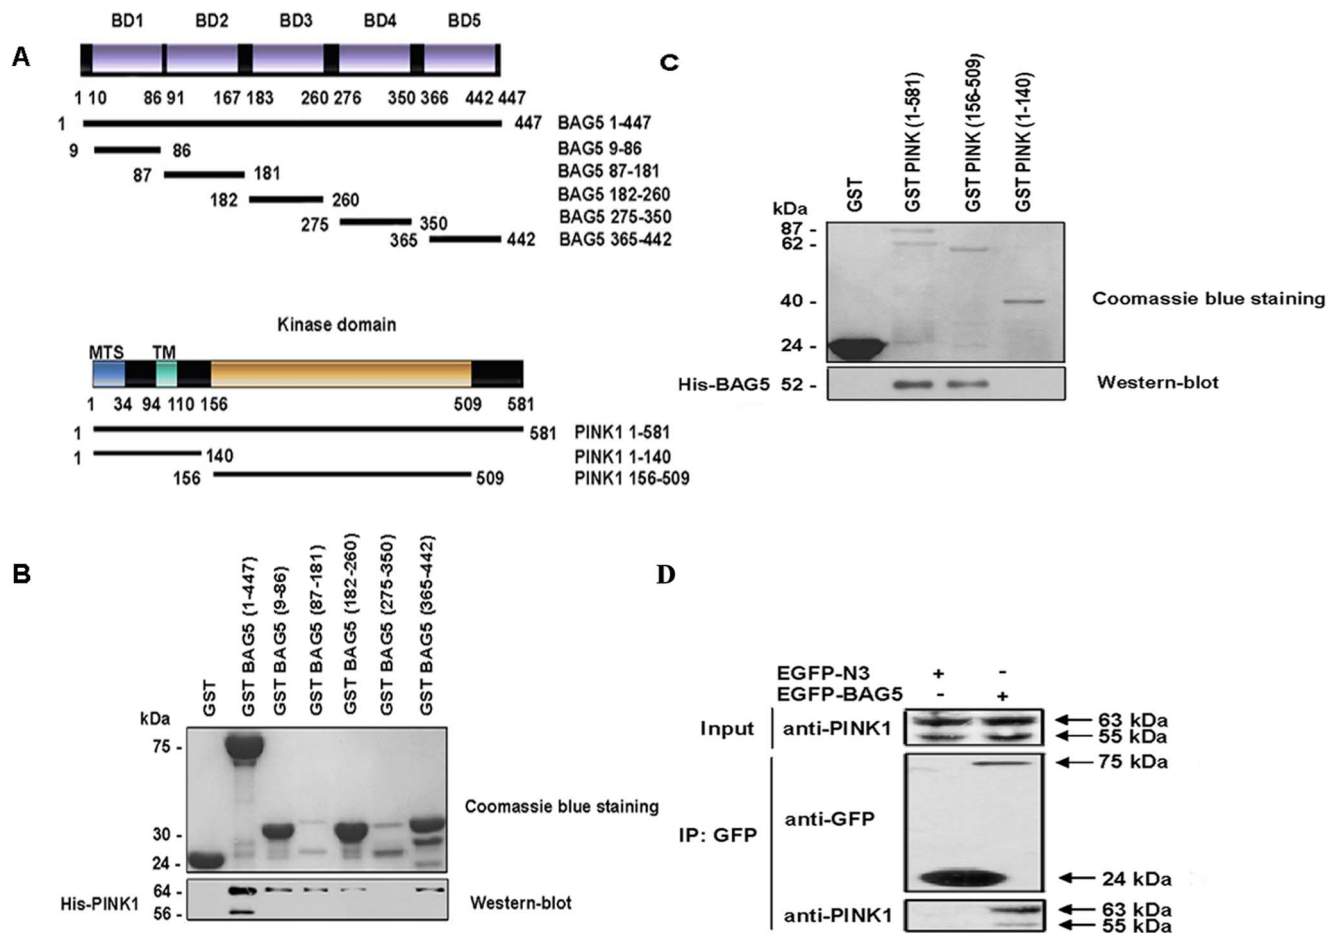 A
BD1 BD2 BD3 BD4 BD5
1 10 86 91 167 183 260 276 350 366 442 447
1 447 BAG5 1-447
9 86 BAG5 9-86
87 181 BAG5 87-181
182 260 BAG5 182-260
275 350 BAG5 275-350
365 442 BAG5 365-442
Kinase domain
MTS TM
1 34 94 110 156 509 581
1 581 PINK1 1-581
1 140 PINK1 1-140
156 509 PINK1 156-509
B
GST
GST BAG5 (1-447)
GST BAG5 (9-86)
GST BAG5 (87-181)
GST BAG5 (182-260)
GST BAG5 (275-350)
GST BAG5 (365-442)
kDa
75 -
30 -
24 -
Coomassie blue staining
His-PINK1 64 -
56 -
Western-blot
C
GST
GST PINK (1-581)
GST PINK (156-509)
GST PINK (1-140)
kDa
87 -
62 -
40 -
24 -
Coomassie blue staining
His-BAG5 52 -
Western-blot
D
EGFP-N3 + -
EGFP-BAG5 - +
Input anti-PINK1 63 kDa
55 kDa
75 kDa
IP: GFP anti-GFP
24 kDa
anti-PINK1 63 kDa
55 kDa